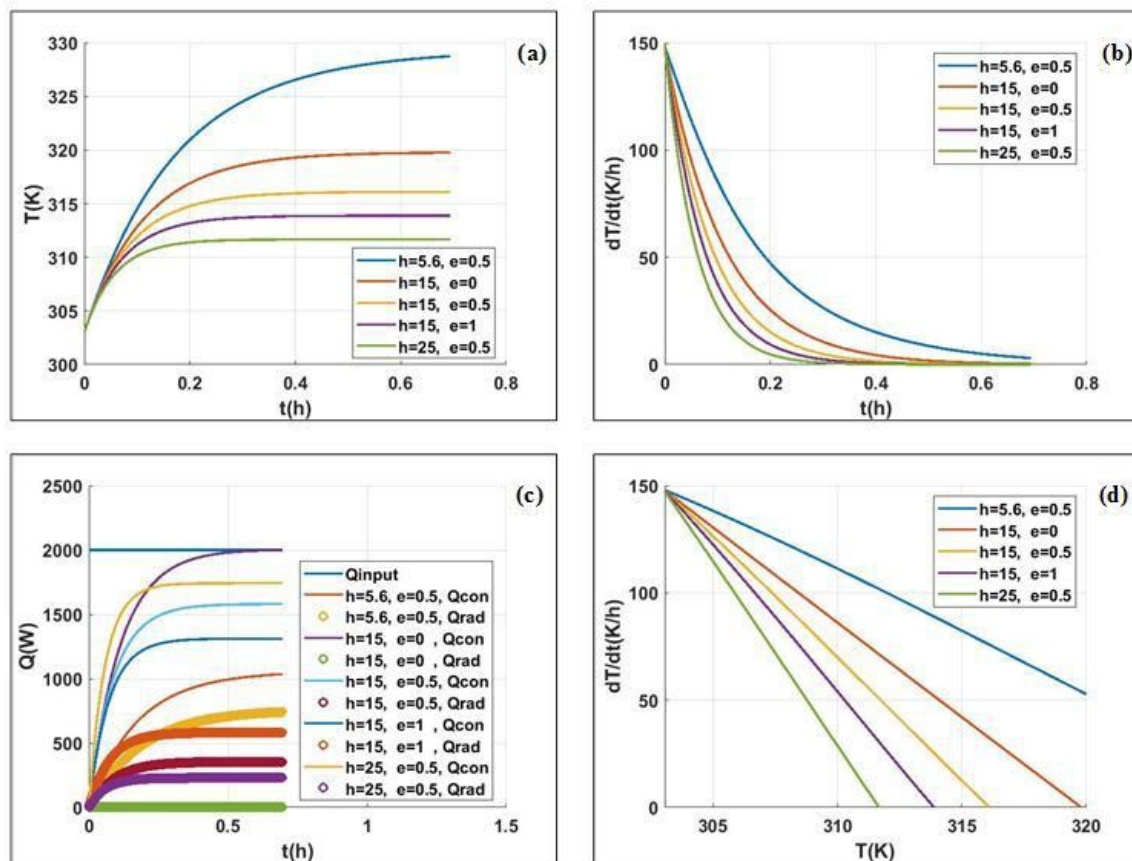 (a)
T(K)
330
325
320
315
310
305
300
h=5.6, e=0.5
h=15, e=0
h=15, e=0.5
h=15, e=1
h=25, e=0.5
0
0.2
0.4
0.6
0.8
t(h)
(b)
dT/dt(K/h)
150
100
50
0
h=5.6, e=0.5
h=15, e=0
h=15, e=0.5
h=15, e=1
h=25, e=0.5
0
0.2
0.4
0.6
0.8
t(h)
(c)
Q(W)
2500
2000
1500
1000
500
0
Qinput
h=5.6, e=0.5, Qcon
h=5.6, e=0.5, Qrad
h=15, e=0 , Qcon
h=15, e=0 , Qrad
h=15, e=0.5, Qcon
h=15, e=0.5, Qrad
h=15, e=1 , Qcon
h=15, e=1 , Qrad
h=25, e=0.5, Qcon
h=25, e=0.5, Qrad
0
0.5
1
1.5
t(h)
(d)
dT/dt(K/h)
150
100
50
0
h=5.6, e=0.5
h=15, e=0
h=15, e=0.5
h=15, e=1
h=25, e=0.5
305
310
315
320
T(K)